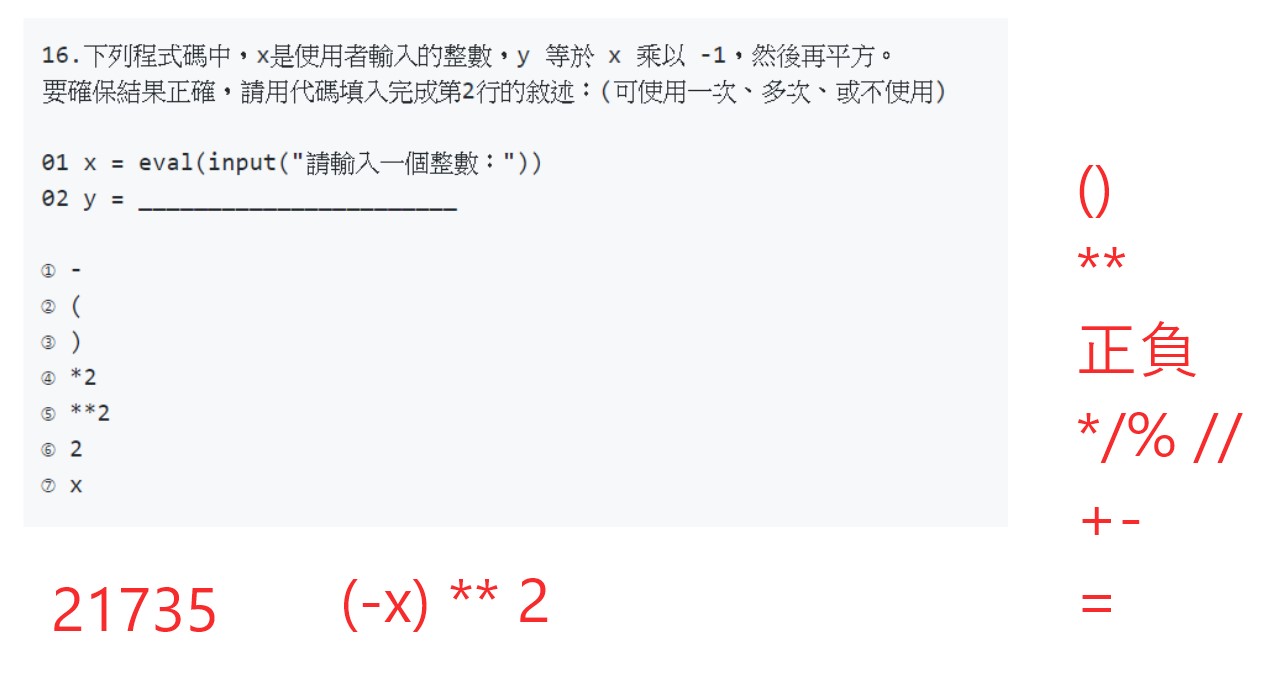 16.下列程式碼中，x是使用者輸入的整數，y 等於 x 乘以 -1，然後再平方。
要確保結果正確，請用代碼填入完成第2行的敘述：(可使用一次、多次、或不使用)
01 x = eval(input("請輸入一個整數："))
02 y = _______________________
① -
② (
③ )
④ *2
⑤ **2
⑥ 2
⑦ x
21735
(-x) ** 2
()
**
正負
*/% //
+-
=